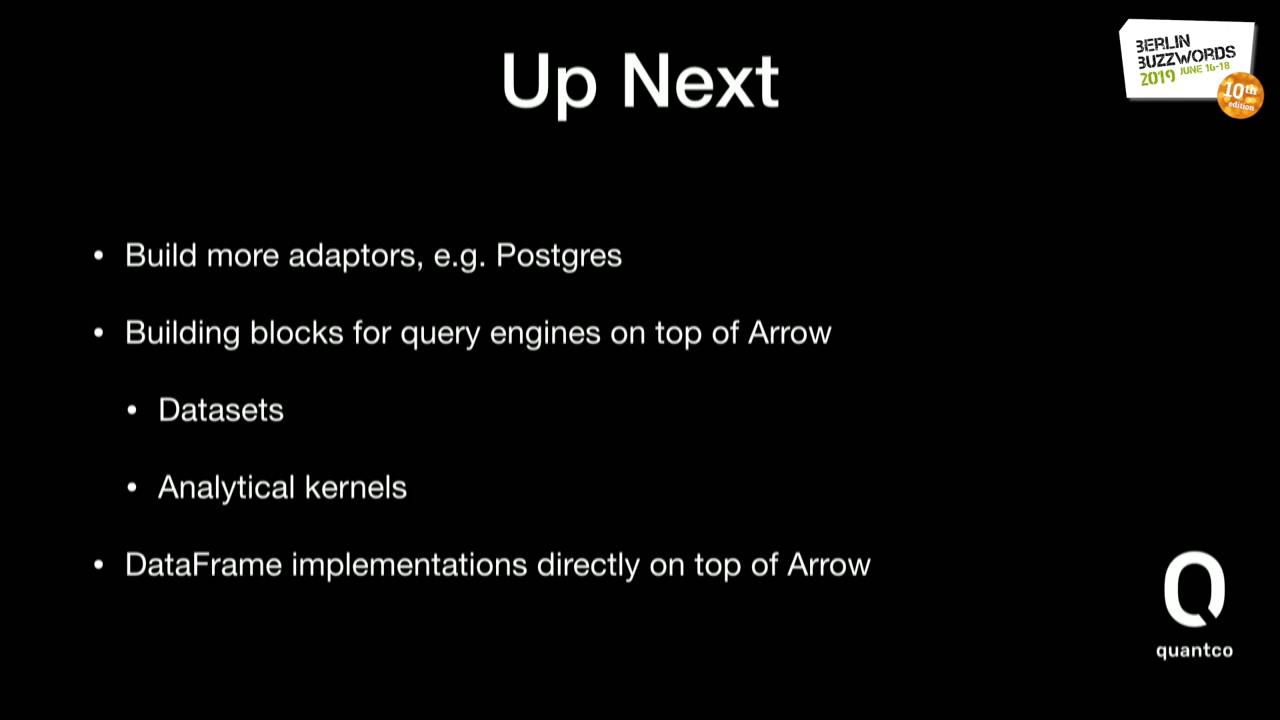 Up Next
BERLIN
BUZZWORDS
2019 JUNE 16-18
10th
edition
• Build more adaptors, e.g. Postgres
• Building blocks for query engines on top of Arrow
• Datasets
• Analytical kernels
• DataFrame implementations directly on top of Arrow
Q
quantco